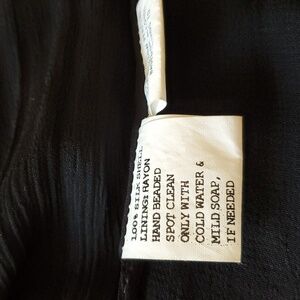 100% SILK SHELL
LINING: RAYON
HAND BEADED
SPOT CLEAN
ONLY WITH
COLD WATER &
MILD SOAP,
IF NEEDED